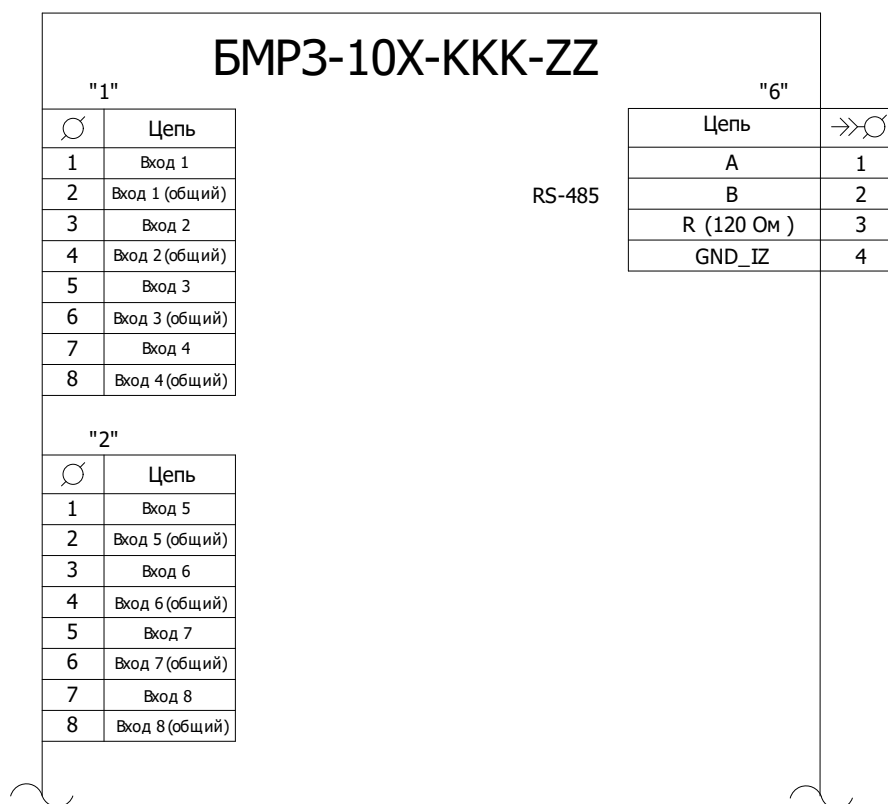 БМРЗ-10X-KKK-ZZ
"1"
Цепь
1 Вход 1
2 Вход 1 (общий)
3 Вход 2
4 Вход 2 (общий)
5 Вход 3
6 Вход 3 (общий)
7 Вход 4
8 Вход 4 (общий)
"2"
Цепь
1 Вход 5
2 Вход 5 (общий)
3 Вход 6
4 Вход 6 (общий)
5 Вход 7
6 Вход 7 (общий)
7 Вход 8
8 Вход 8 (общий)
RS-485
"6"
Цепь
A 1
B 2
R (120 Ом ) 3
GND_IZ 4